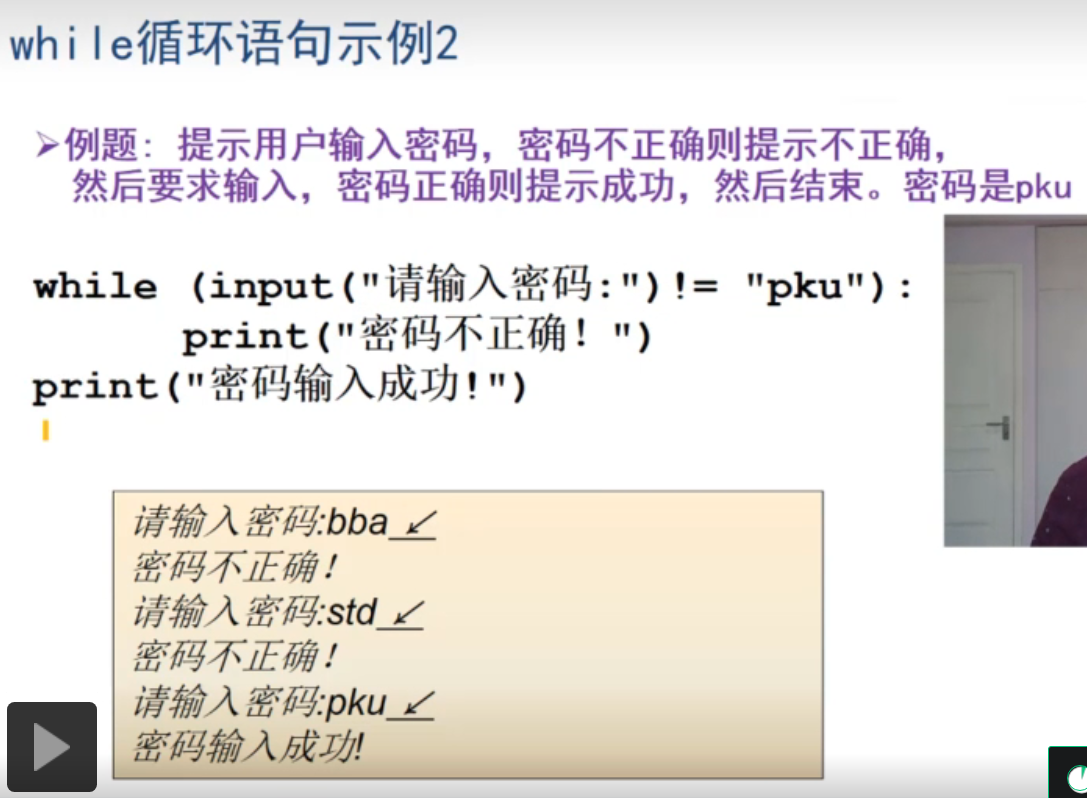 while循环语句示例2
➢例题：提示用户输入密码，密码不正确则提示不正确，
然后要求输入，密码正确则提示成功，然后结束。密码是pku
while (input("请输入密码:")!= "pku"):
print("密码不正确！")
print("密码输入成功!")
请输入密码:bba ↙
密码不正确！
请输入密码:std ↙
密码不正确！
请输入密码:pku ↙
密码输入成功!